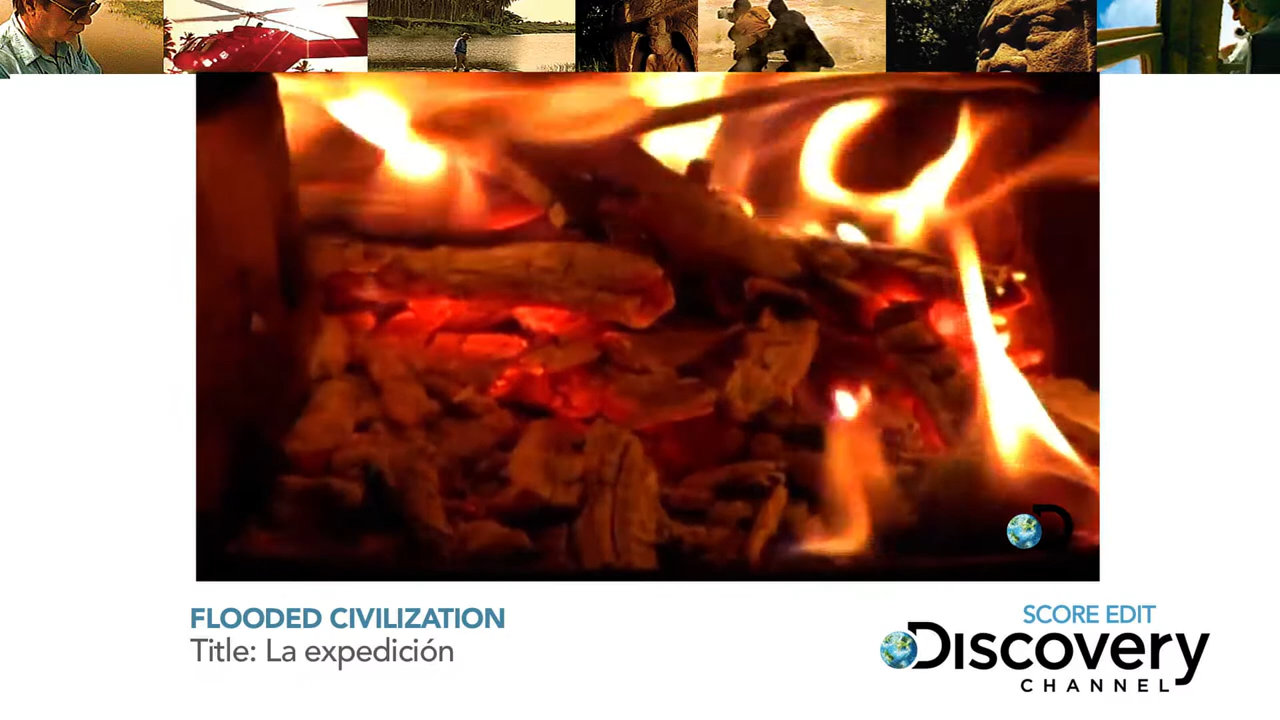 FLOODED CIVILIZATION
Title: La expedición
SCORE EDIT
Discovery
CHANNEL